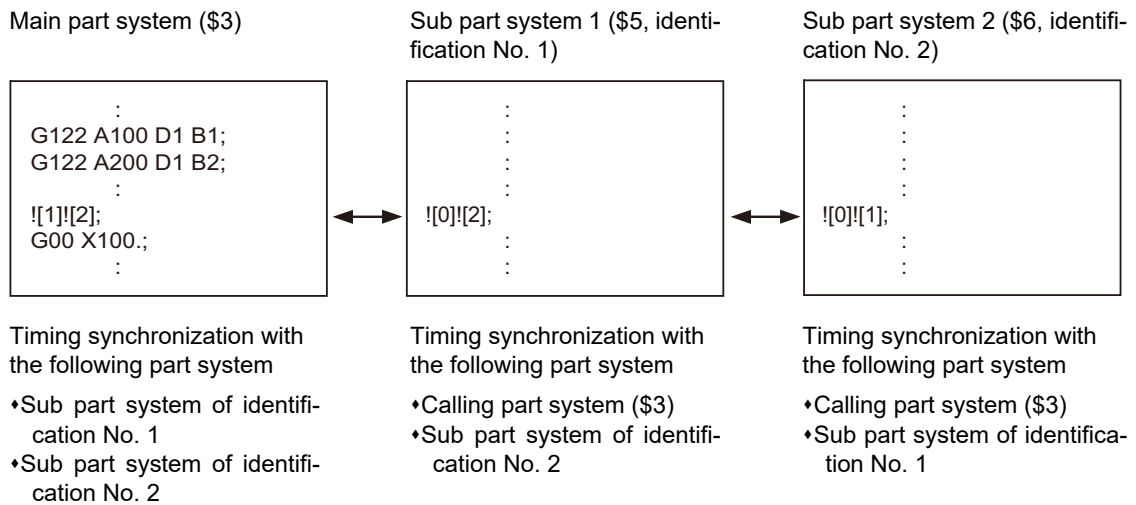 Main part system ($3)
Sub part system 1 ($5, identi-
fication No. 1)
Sub part system 2 ($6, identifi-
cation No. 2)
:
G122 A100 D1 B1;
G122 A200 D1 B2;
:
![1]![2];
G00 X100.;
:
:
:
:
:
![0]![2];
:
:
:
:
:
:
![0]![1];
:
:
Timing synchronization with
the following part system
⬩Sub part system of identifi-
cation No. 1
⬩Sub part system of identifi-
cation No. 2
Timing synchronization with
the following part system
⬩Calling part system ($3)
⬩Sub part system of identifi-
cation No. 2
Timing synchronization with
the following part system
⬩Calling part system ($3)
⬩Sub part system of identifica-
tion No. 1